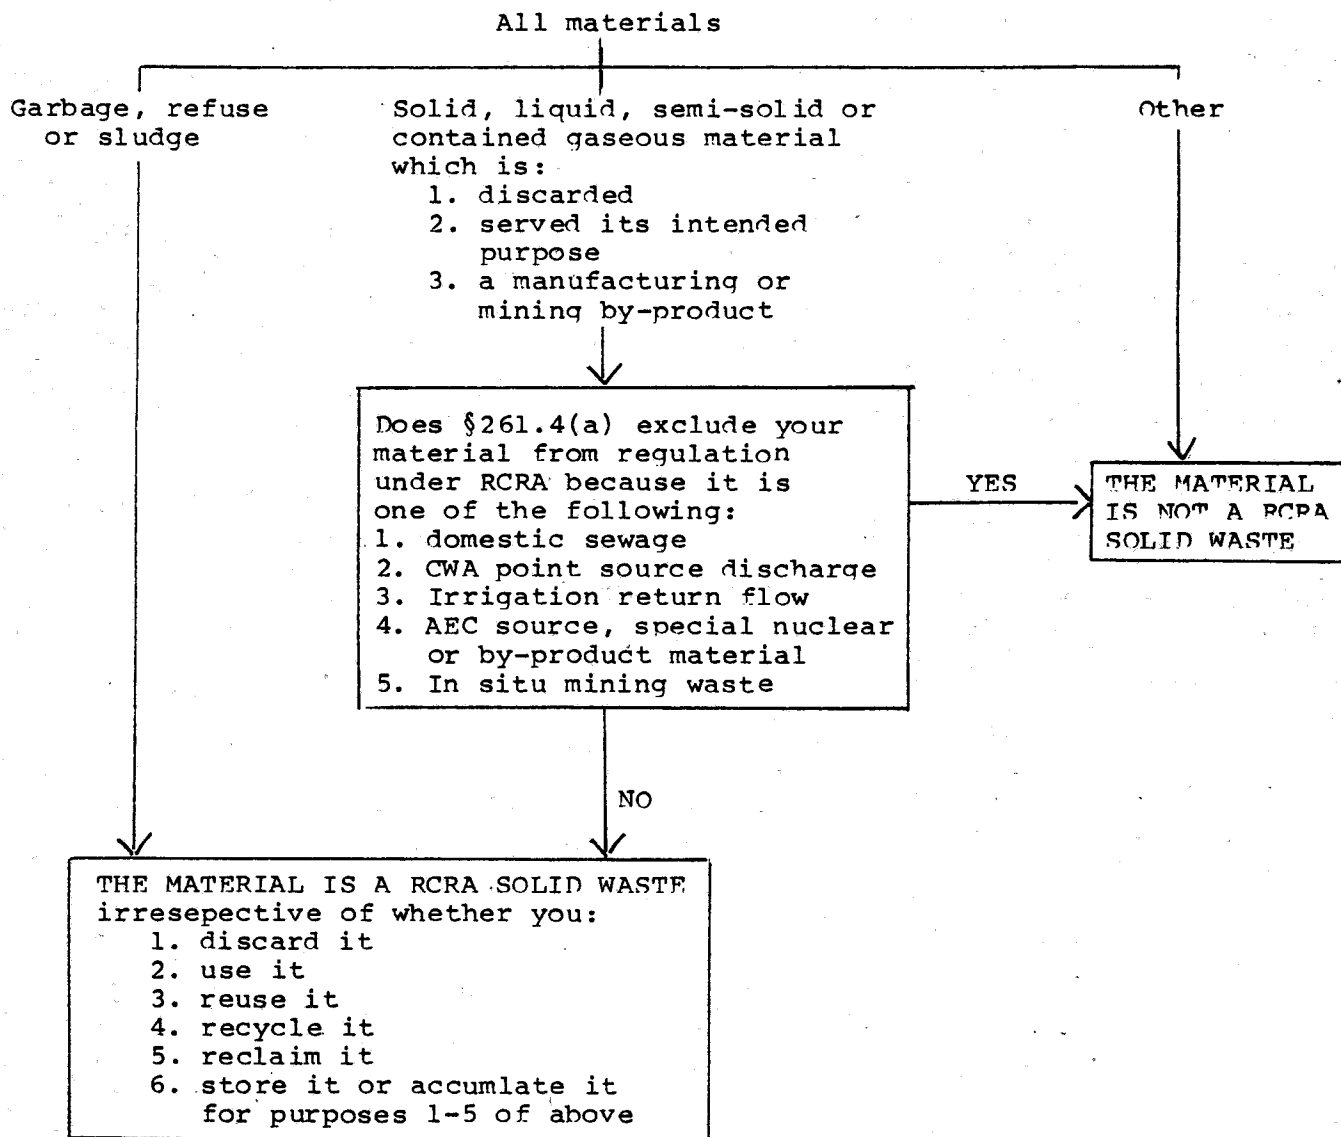 All materials
Garbage, refuse
or sludge
Solid, liquid, semi-solid or
contained gaseous material
which is:
1. discarded
2. served its intended
purpose
3. a manufacturing or
mining by-product
Other
Does §261.4(a) exclude your
material from regulation
under RCRA because it is
one of the following:
1. domestic sewage
2. CWA point source discharge
3. Irrigation return flow
4. AEC source, special nuclear
or by-product material
5. In situ mining waste
YES
THE MATERIAL
IS NOT A RCRA
SOLID WASTE
NO
THE MATERIAL IS A RCRA SOLID WASTE
irresepective of whether you:
1. discard it
2. use it
3. reuse it
4. recycle it
5. reclaim it
6. store it or accumlate it
for purposes 1-5 of above